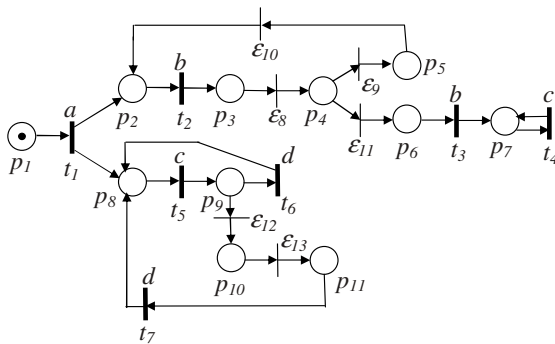 ε10
p5
b
ε9
a
p2
t2
p3
ε8
p4
b
c
ε11
p6
t3
p7
t4
p1
t1
c
d
p8
t5
p9
t6
ε12
ε13
p10
p11
d
t7